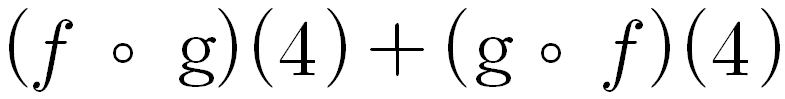 (f ∘ g)(4) + (g ∘ f)(4)